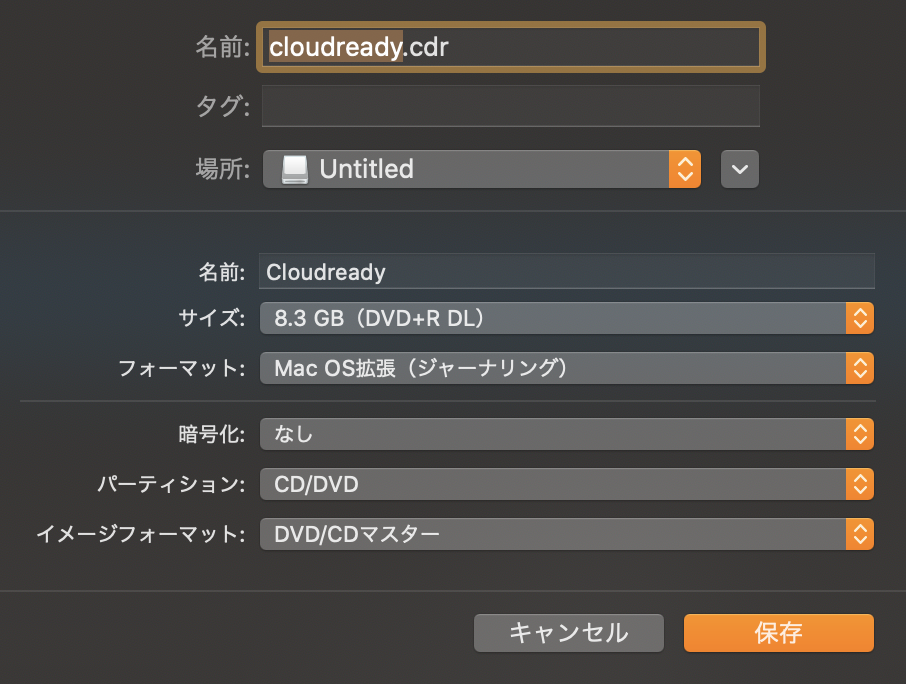 名前: cloudready.cdr
タグ:
場所: Untitled
名前: Cloudready
サイズ: 8.3 GB（DVD+R DL）
フォーマット: Mac OS拡張（ジャーナリング）
暗号化: なし
パーティション: CD/DVD
イメージフォーマット: DVD/CDマスター
キャンセル 保存